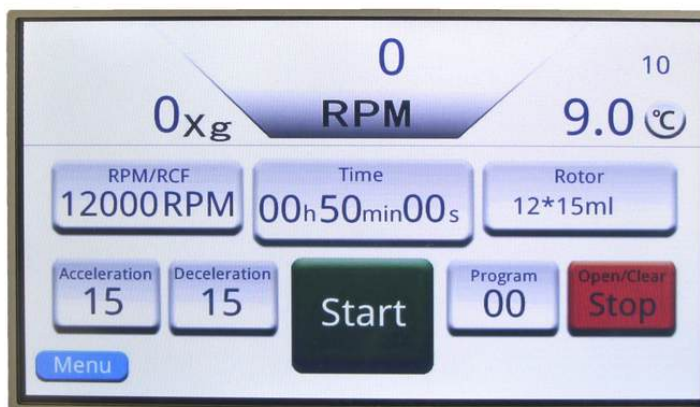 0
10
0xg
RPM
9.0 ℃
RPM/RCF
12000RPM
Time
00h50min00s
Rotor
12*15ml
Acceleration
15
Deceleration
15
Start
Program
00
Open/Clear
Stop
Menu